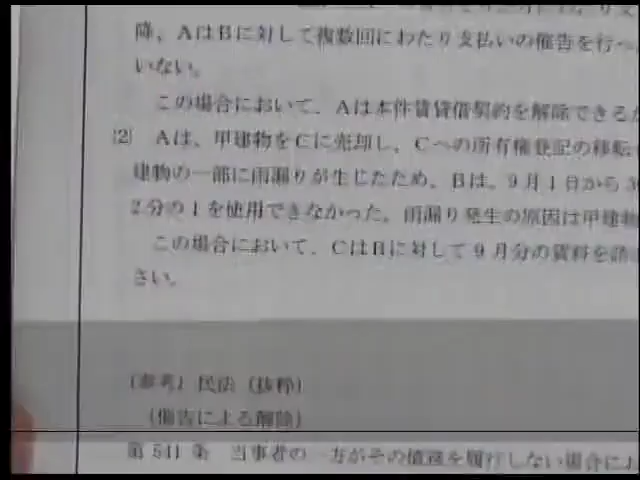 降、AはBに対して複数回にわたり支払いの催告を行っ
いない。
この場合において、Aは本件賃貸借契約を解除できるか
⑵ Aは、甲建物をCに売却し、Cへの所有権登記の移転
建物の一部に雨漏りが生じたため、Bは、9月1日から
2分の1を使用できなかった。雨漏り発生の原因は甲建物
この場合において、CはBに対して9月分の賃料を請
さい。
(参考) 民法 (抜粋)
(催告による解除)
第541条 当事者の一方がその債務を履行しない場合に